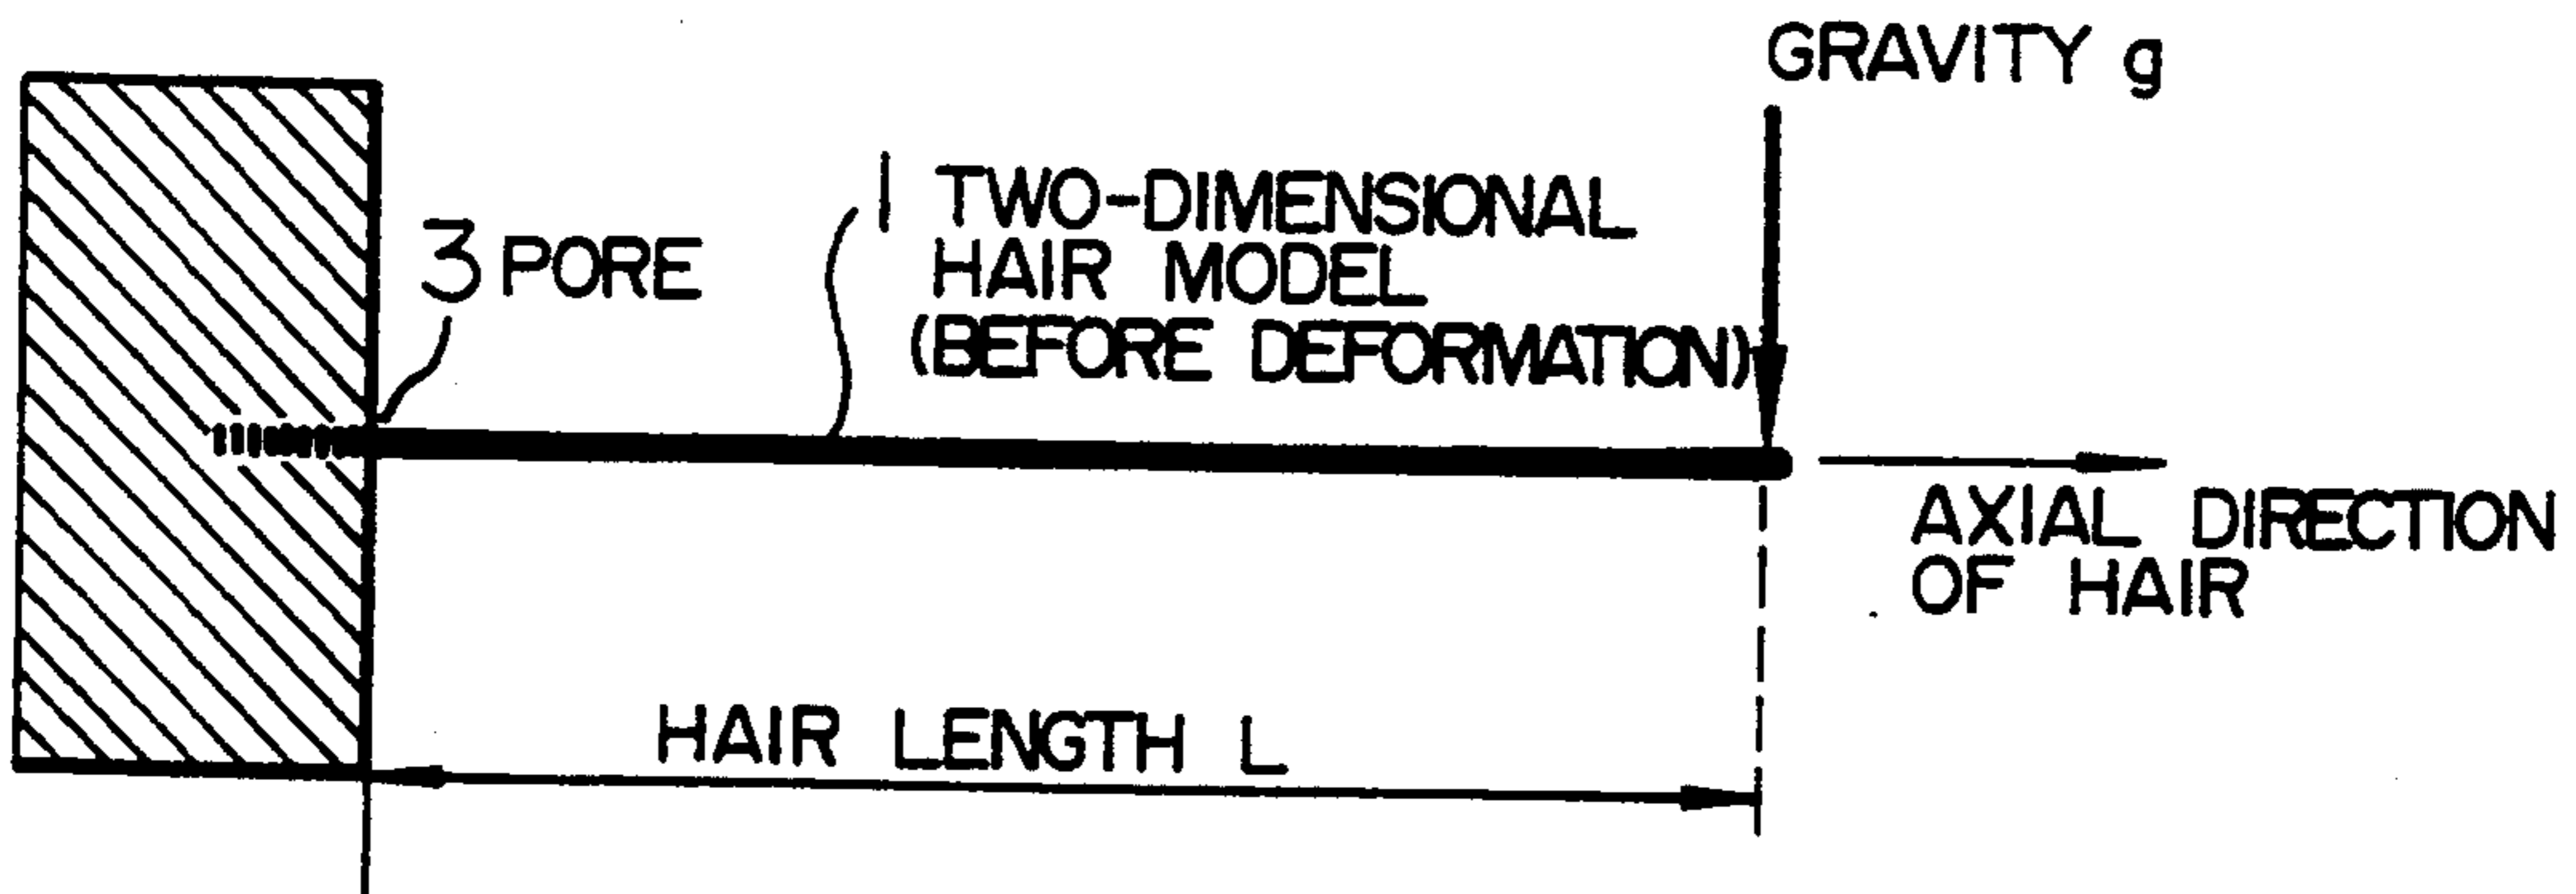 GRAVITY g
1 TWO-DIMENSIONAL
HAIR MODEL
(BEFORE DEFORMATION)
3 PORE
AXIAL DIRECTION
OF HAIR
HAIR LENGTH L